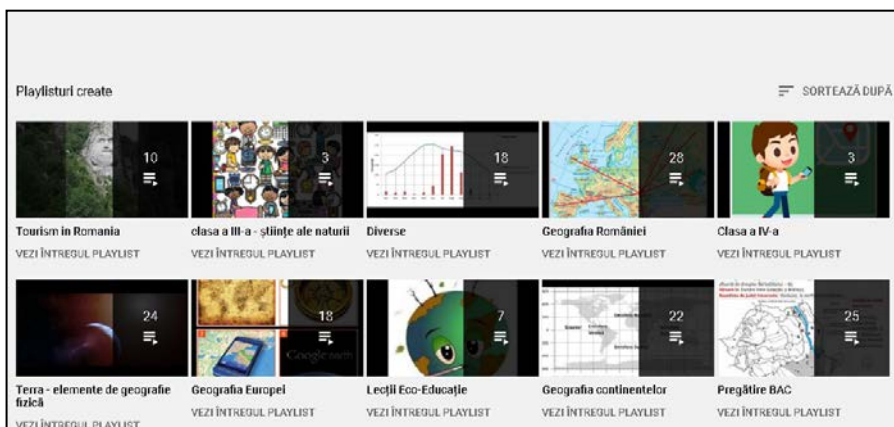 Playlisturi create
SORTEAZĂ DUPĂ
10
3
18
28
3
Tourism in Romania
clasa a III-a - științe ale naturii
Diverse
Geografia României
Clasa a IV-a
VEZI ÎNTREGUL PLAYLIST
VEZI ÎNTREGUL PLAYLIST
VEZI ÎNTREGUL PLAYLIST
VEZI ÎNTREGUL PLAYLIST
VEZI ÎNTREGUL PLAYLIST
24
18
7
22
25
Google earth
Terra - elemente de geografie
fizică
Geografia Europei
Lecții Eco-Educație
Geografia continentelor
Pregătire BAC
VEZI ÎNTREGUL PLAYLIST
VEZI ÎNTREGUL PLAYLIST
VEZI ÎNTREGUL PLAYLIST
VEZI ÎNTREGUL PLAYLIST
VEZI ÎNTREGUL PLAYLIST